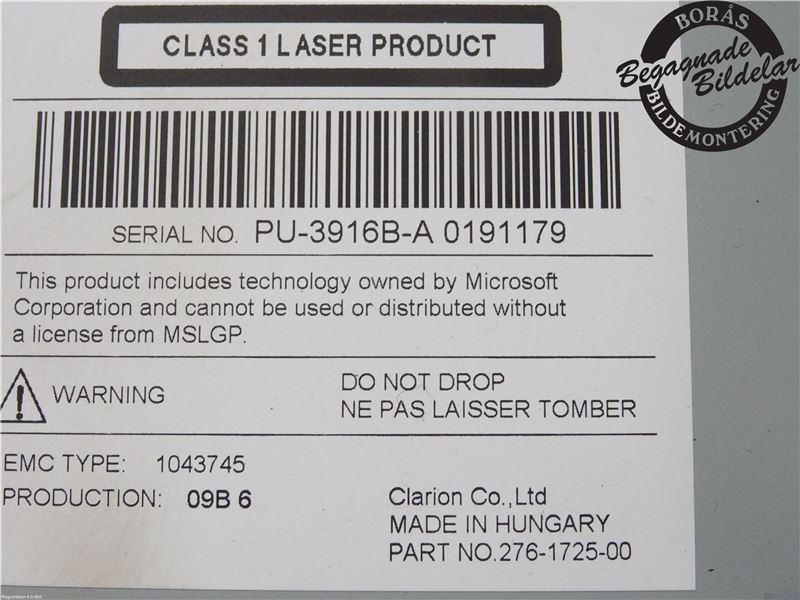 CLASS 1 LASER PRODUCT
BORÅS
Begagnade
Bildelar
BILDEMONTERING
SERIAL NO. PU-3916B-A 0191179
This product includes technology owned by Microsoft
Corporation and cannot be used or distributed without
a license from MSLGP.
WARNING
DO NOT DROP
NE PAS LAISSER TOMBER
EMC TYPE: 1043745
PRODUCTION: 09B 6
Clarion Co.,Ltd
MADE IN HUNGARY
PART NO.276-1725-00